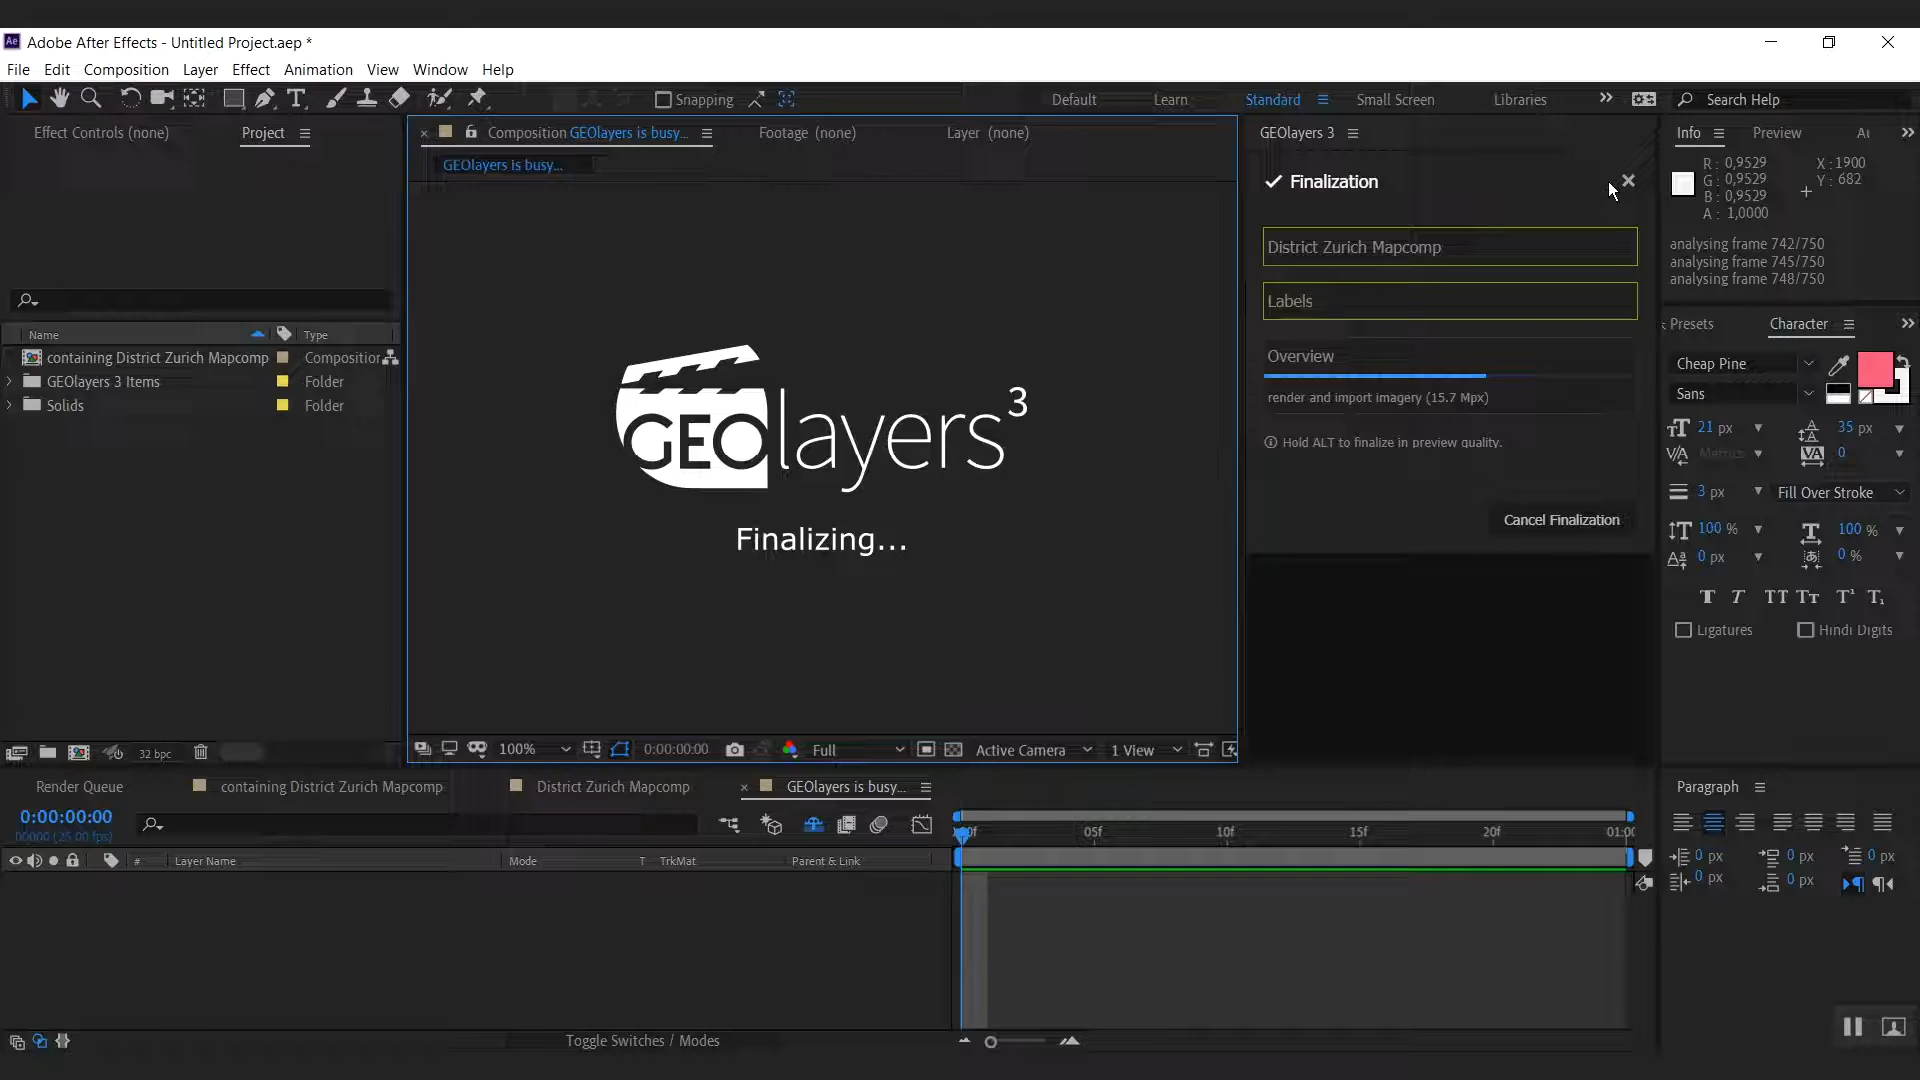 Adobe After Effects - Untitled Project.aep *
File Edit Composition Layer Effect Animation View Window Help
Snapping
Default Learn Standard Small Screen Libraries
Search Help
Effect Controls (none) Project
Composition GEOlayers is busy...
Footage (none)
Layer (none)
GEOlayers is busy...
Name Type
containing District Zurich Mapcomp Composition
GEOlayers 3 Items Folder
Solids Folder
32 bpc
GEOlayers3
Finalizing...
100% 0:00:00:00 Full Active Camera 1 View
GEOlayers 3
Finalization
District Zurich Mapcomp
Labels
Overview
render and import imagery (15.7 Mpx)
Hold ALT to finalize in preview quality.
Cancel Finalization
Info Preview
R: 0,9529 X: 1900
G: 0,9529 Y: 682
B: 0,9529
A: 1,0000
analysing frame 742/750
analysing frame 745/750
analysing frame 748/750
Presets Character
Cheap Pine
Sans
21 px 35 px
Metrics 0
3 px Fill Over Stroke
100 % 100 %
0 px 0 %
Ligatures Hindi Digits
Paragraph
0 px 0 px 0 px
0 px 0 px
Render Queue containing District Zurich Mapcomp District Zurich Mapcomp GEOlayers is busy...
0:00:00:00
00000 (25.00 fps)
# Layer Name Mode T TrkMat Parent & Link
05f 10f 15f 20f
Toggle Switches / Modes